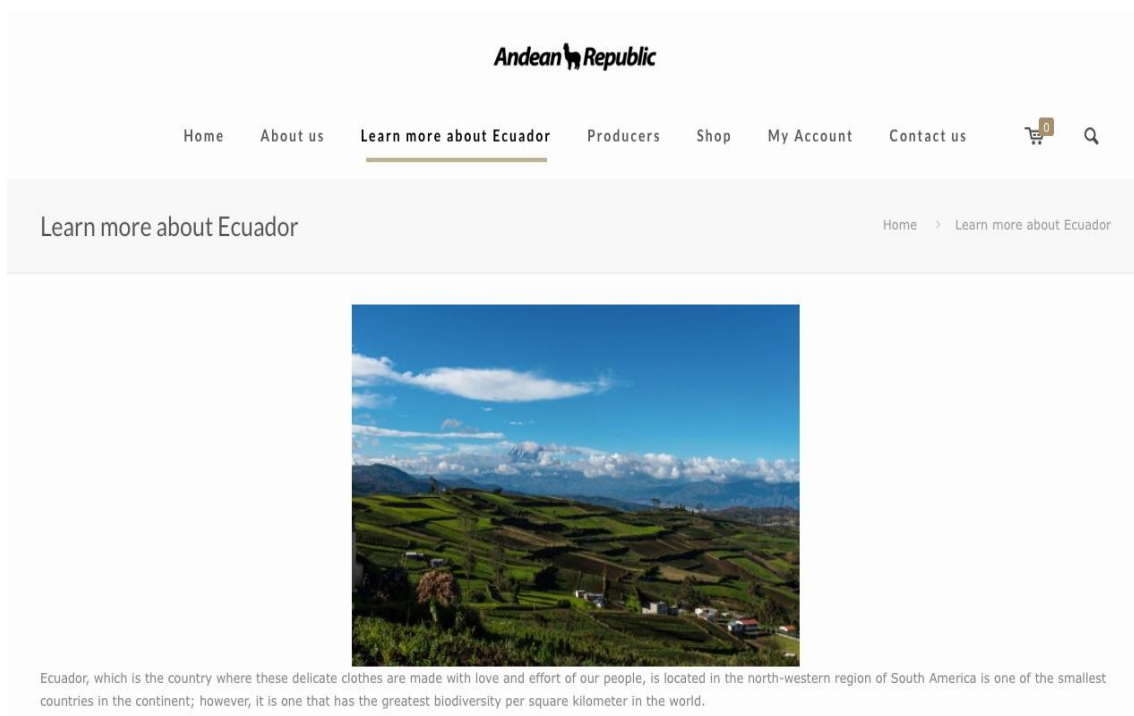 Andean Republic
Home About us Learn more about Ecuador Producers Shop My Account Contact us 0
Learn more about Ecuador Home › Learn more about Ecuador
Ecuador, which is the country where these delicate clothes are made with love and effort of our people, is located in the north-western region of South America is one of the smallest
countries in the continent; however, it is one that has the greatest biodiversity per square kilometer in the world.